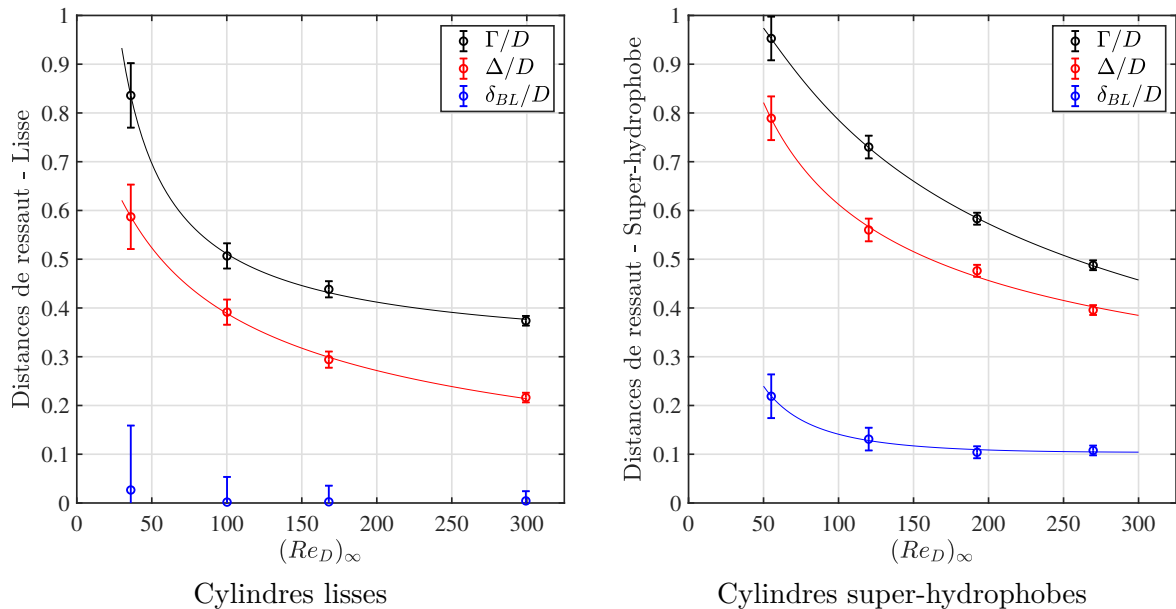 Distances de ressaut - Lisse
1
0.9
0.8
0.7
0.6
0.5
0.4
0.3
0.2
0.1
0
0 50 100 150 200 250 300
(Re_D)_∞
Γ/D
Δ/D
δ_BL/D
Cylindres lisses
Distances de ressaut - Super-hydrophobe
1
0.9
0.8
0.7
0.6
0.5
0.4
0.3
0.2
0.1
0
0 50 100 150 200 250 300
(Re_D)_∞
Γ/D
Δ/D
δ_BL/D
Cylindres super-hydrophobes